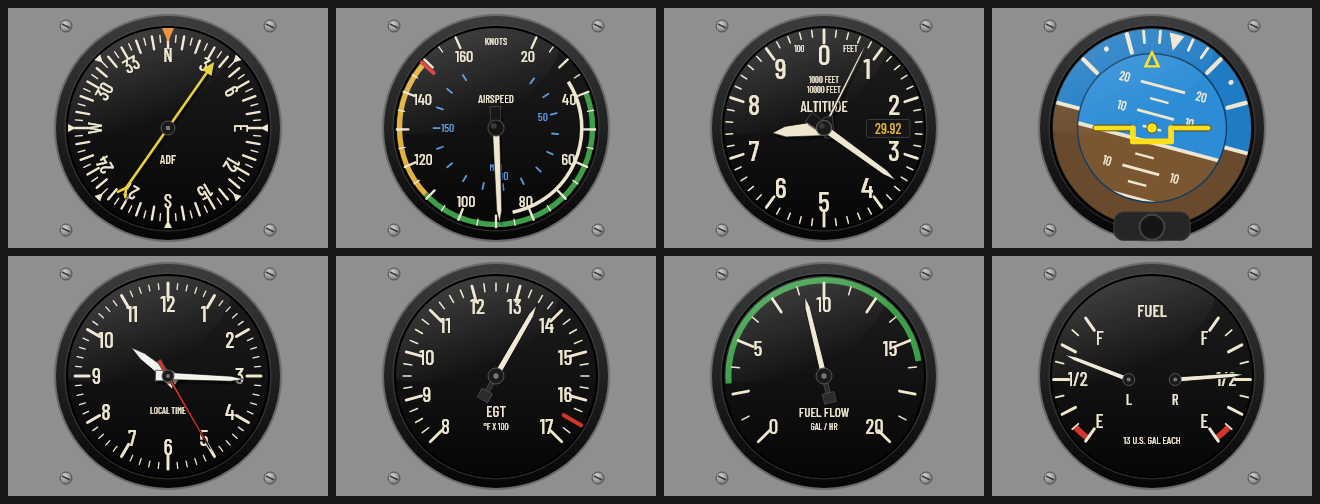 N
3
6
E
12
15
S
21
24
W
30
33
ADF
KNOTS
160
20
AIRSPEED
140
40
150
50
120
60
100
80
100
0
FEET
9
1
1000 FEET
10000 FEET
ALTITUDE
8
2
29.92
7
3
6
4
5
20
20
10
10
10
10
12
11
1
10
2
9
3
LOCAL TIME
8
4
7
5
6
12
13
11
14
10
15
9
16
EGT
°F X 100
8
17
10
5
15
FUEL FLOW
GAL / HR
0
20
FUEL
F
F
1/2
1/2
L
R
E
E
13 U.S. GAL EACH